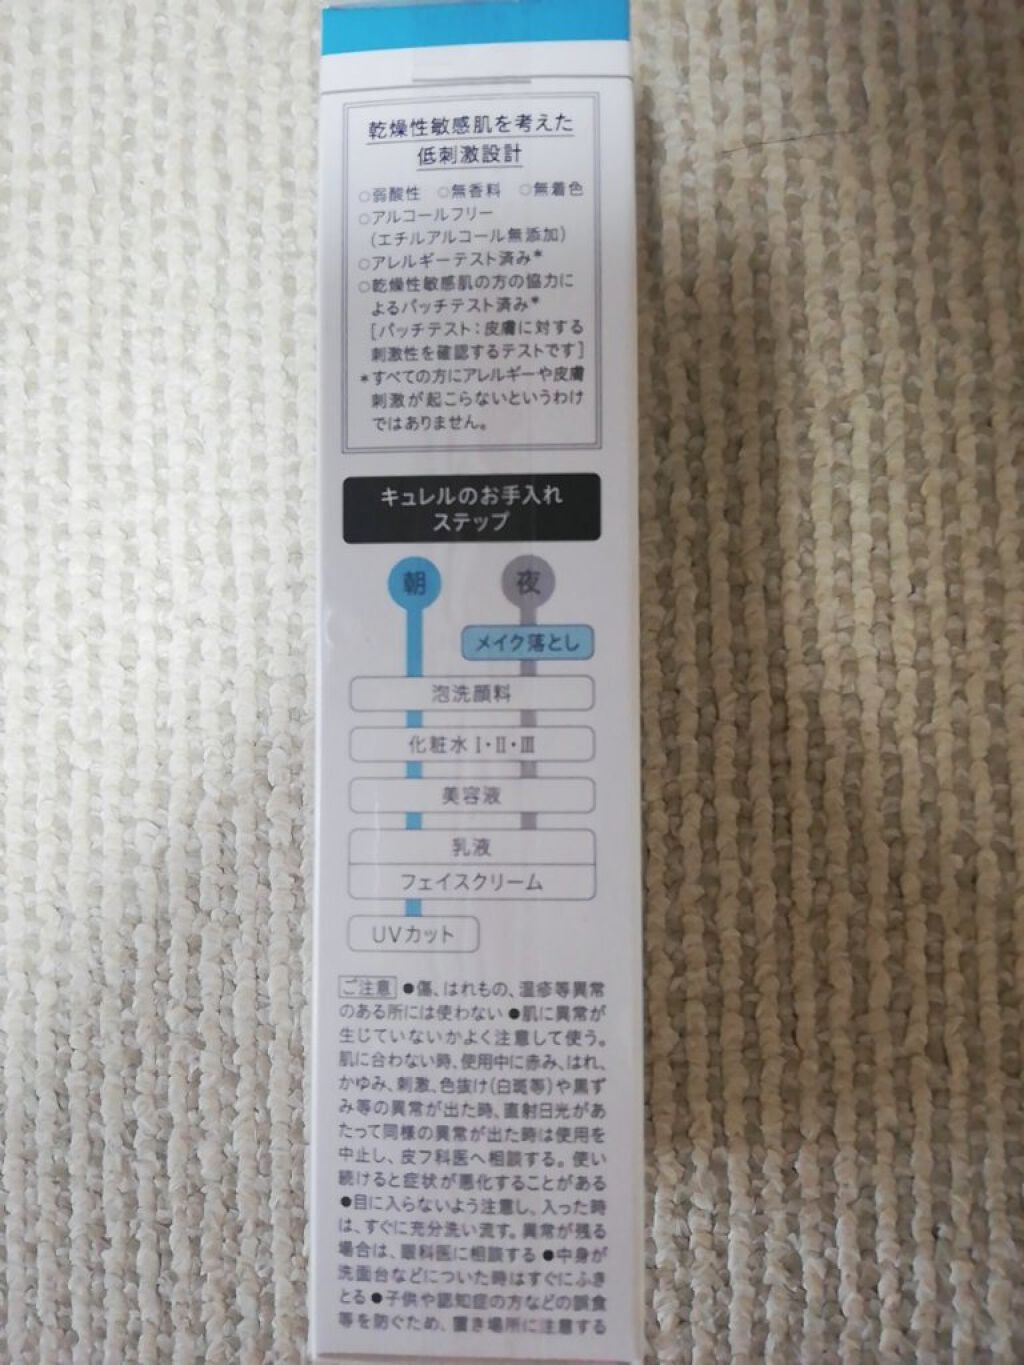 乾燥性敏感肌を考えた
低刺激設計
○弱酸性 ○無香料 ○無着色
○アルコールフリー
(エチルアルコール無添加)
○アレルギーテスト済み*
○乾燥性敏感肌の方の協力に
よるパッチテスト済み*
[パッチテスト:皮膚に対する
刺激性を確認するテストです]
*すべての方にアレルギーや皮膚
刺激が起こらないというわけ
ではありません。
キュレルのお手入れ
ステップ
朝 夜
メイク落とし
泡洗顔料
化粧水 I・II・III
美容液
乳液
フェイスクリーム
UVカット
ご注意 ●傷、はれもの、湿疹等異常
のある所には使わない ●肌に異常が
生じていないかよく注意して使う。
肌に合わない時、使用中に赤み、はれ、
かゆみ、刺激、色抜け(白斑等)や黒ず
み等の異常が出た時、直射日光があ
たって同様の異常が出た時は使用を
中止し、皮フ科医へ相談する。使い
続けると症状が悪化することがある
●目に入らないよう注意し、入った時
は、すぐに充分洗い流す。異常が残る
場合は、眼科医に相談する ●中身が
洗面台などについた時はすぐにふき
とる ●子供や認知症の方などの誤食
等を防ぐため、置き場所に注意する